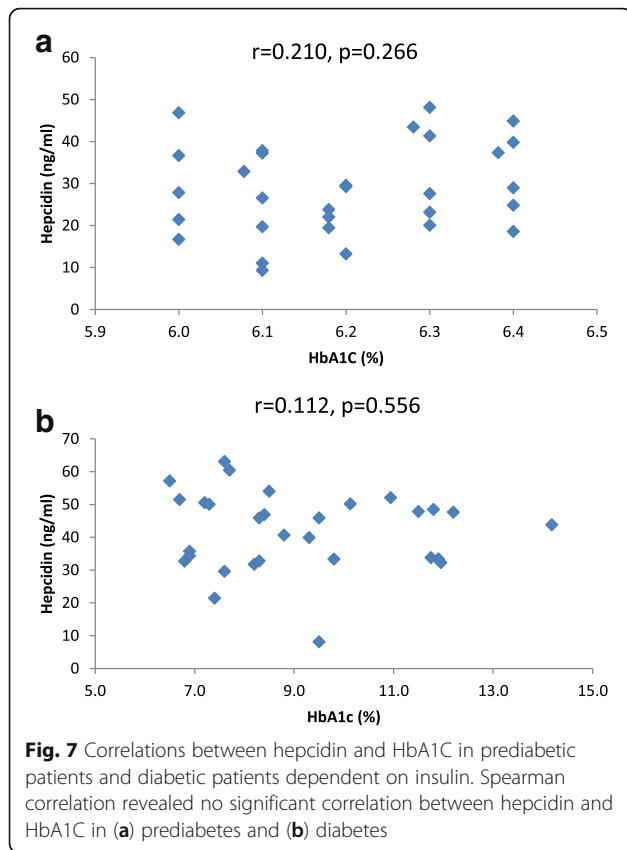 a
r=0.210, p=0.266
60
50
40
30
20
10
0
Hepcidin (ng/ml)
5.9 6.0 6.1 6.2 6.3 6.4 6.5
HbA1C (%)
b
r=0.112, p=0.556
70
60
50
40
30
20
10
0
Hepcidin (ng/ml)
5.0 7.0 9.0 11.0 13.0 15.0
HbA1c (%)
Fig. 7 Correlations between hepcidin and HbA1C in prediabetic
patients and diabetic patients dependent on insulin. Spearman
correlation revealed no significant correlation between hepcidin and
HbA1C in (a) prediabetes and (b) diabetes